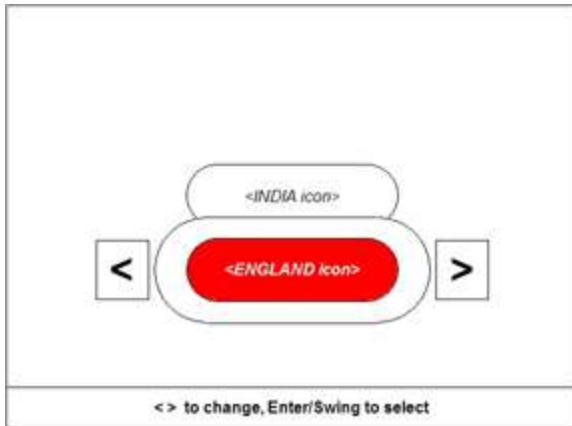 <INDIA icon>
< <ENGLAND icon> >
< > to change, Enter/Swing to select